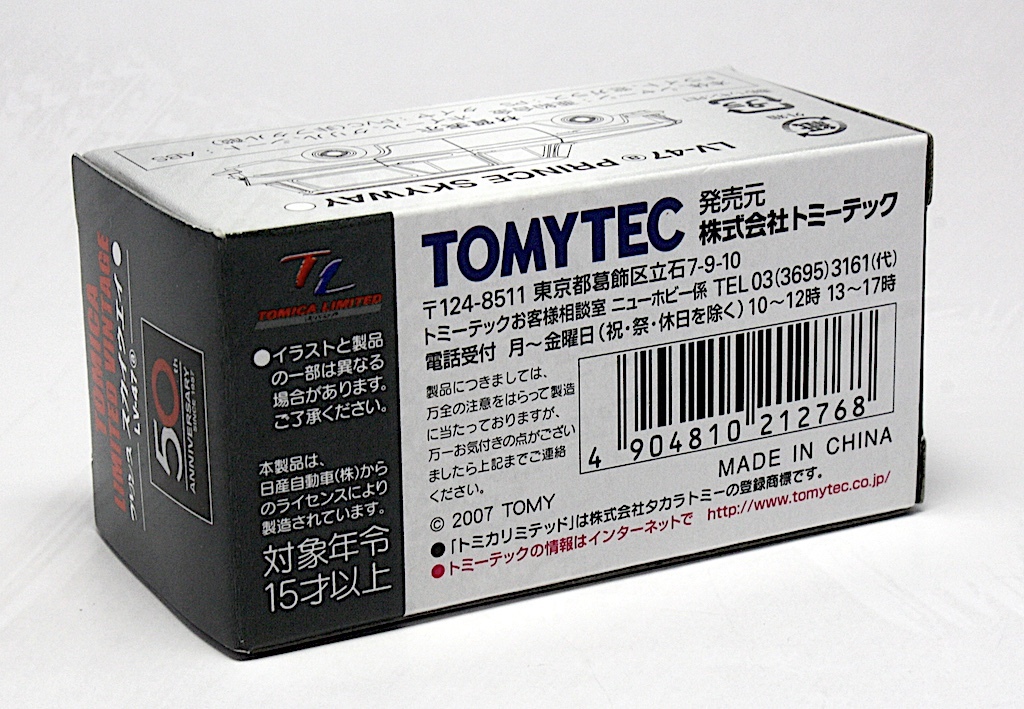 LV-47ⓐ PRINCE SKYWAY
TOMICA
LIMITED VINTAGE
LV-47ⓐ
50th
ANNIVERSARY
SINCE 1957
TL
TOMICA LIMITED
●イラストと製品
の一部は異なる
場合があります。
ご了承ください。
本製品は、
日産自動車(株)から
のライセンスにより
製造されています。
対象年令
15才以上
TOMYTEC
発売元
株式会社トミーテック
〒124-8511 東京都葛飾区立石7-9-10
トミーテックお客様相談室 ニューホビー係 TEL 03(3695)3161(代)
電話受付 月～金曜日(祝・祭・休日を除く) 10～12時 13～17時
製品につきましては、
万全の注意をはらって製造
に当たっておりますが、
万一お気付きの点がござい
ましたら上記までご連絡
ください。
4 904810 212768
MADE IN CHINA
© 2007 TOMY
●「トミカリミテッド」は株式会社タカラトミーの登録商標です。
●トミーテックの情報はインターネットで http://www.tomytec.co.jp/